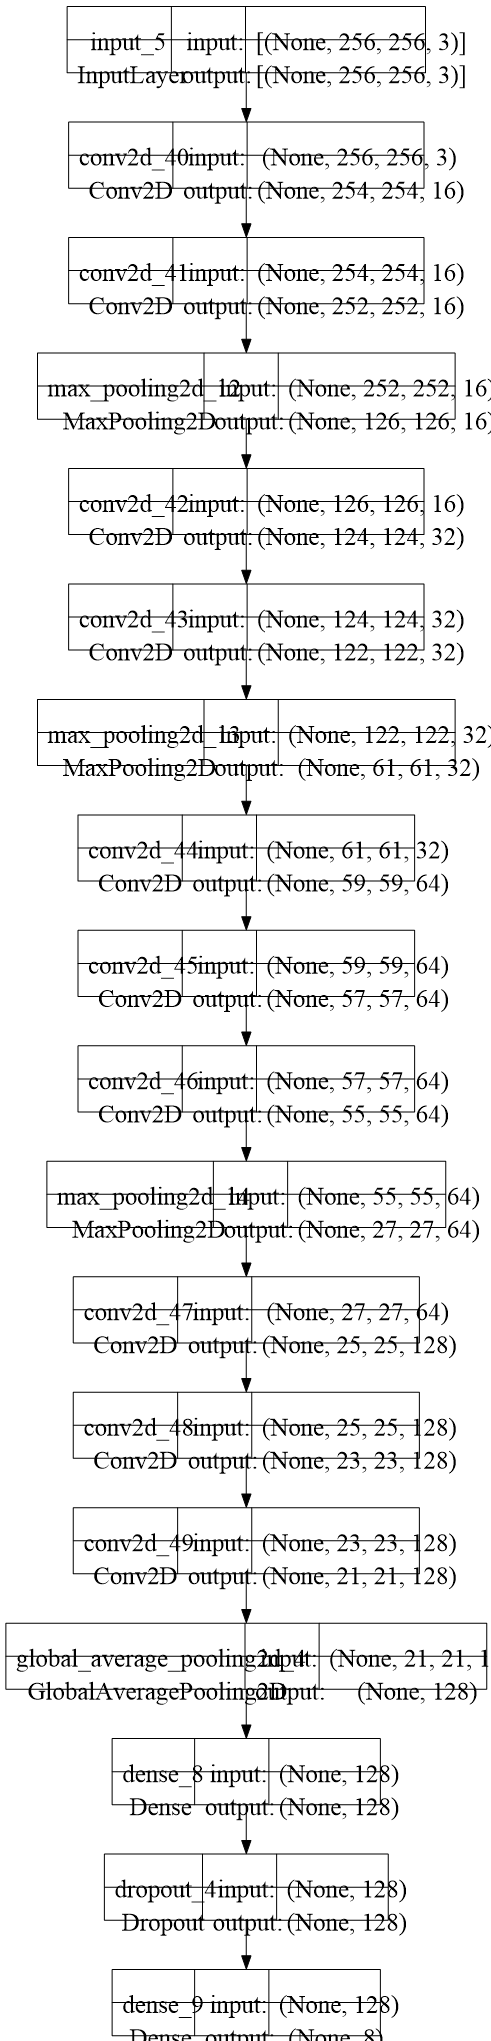 input_5 input: [(None, 256, 256, 3)]
InputLayer output: [(None, 256, 256, 3)]
conv2d_40 input: (None, 256, 256, 3)
Conv2D output: (None, 254, 254, 16)
conv2d_41 input: (None, 254, 254, 16)
Conv2D output: (None, 252, 252, 16)
max_pooling2d_12 input: (None, 252, 252, 16)
MaxPooling2D output: (None, 126, 126, 16)
conv2d_42 input: (None, 126, 126, 16)
Conv2D output: (None, 124, 124, 32)
conv2d_43 input: (None, 124, 124, 32)
Conv2D output: (None, 122, 122, 32)
max_pooling2d_13 input: (None, 122, 122, 32)
MaxPooling2D output: (None, 61, 61, 32)
conv2d_44 input: (None, 61, 61, 32)
Conv2D output: (None, 59, 59, 64)
conv2d_45 input: (None, 59, 59, 64)
Conv2D output: (None, 57, 57, 64)
conv2d_46 input: (None, 57, 57, 64)
Conv2D output: (None, 55, 55, 64)
max_pooling2d_14 input: (None, 55, 55, 64)
MaxPooling2D output: (None, 27, 27, 64)
conv2d_47 input: (None, 27, 27, 64)
Conv2D output: (None, 25, 25, 128)
conv2d_48 input: (None, 25, 25, 128)
Conv2D output: (None, 23, 23, 128)
conv2d_49 input: (None, 23, 23, 128)
Conv2D output: (None, 21, 21, 128)
global_average_pooling2d_4 input: (None, 21, 21, 1
GlobalAveragePooling2D output: (None, 128)
dense_8 input: (None, 128)
Dense output: (None, 128)
dropout_4 input: (None, 128)
Dropout output: (None, 128)
dense_9 input: (None, 128)
Dense output: (None, 8)